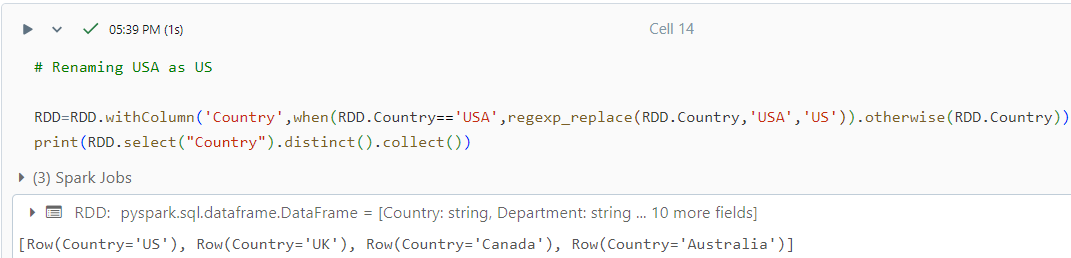 05:39 PM (1s)
Cell 14
# Renaming USA as US
RDD=RDD.withColumn('Country',when(RDD.Country=='USA',regexp_replace(RDD.Country,'USA','US')).otherwise(RDD.Country))
print(RDD.select("Country").distinct().collect())
(3) Spark Jobs
RDD: pyspark.sql.dataframe.DataFrame = [Country: string, Department: string ... 10 more fields]
[Row(Country='US'), Row(Country='UK'), Row(Country='Canada'), Row(Country='Australia')]